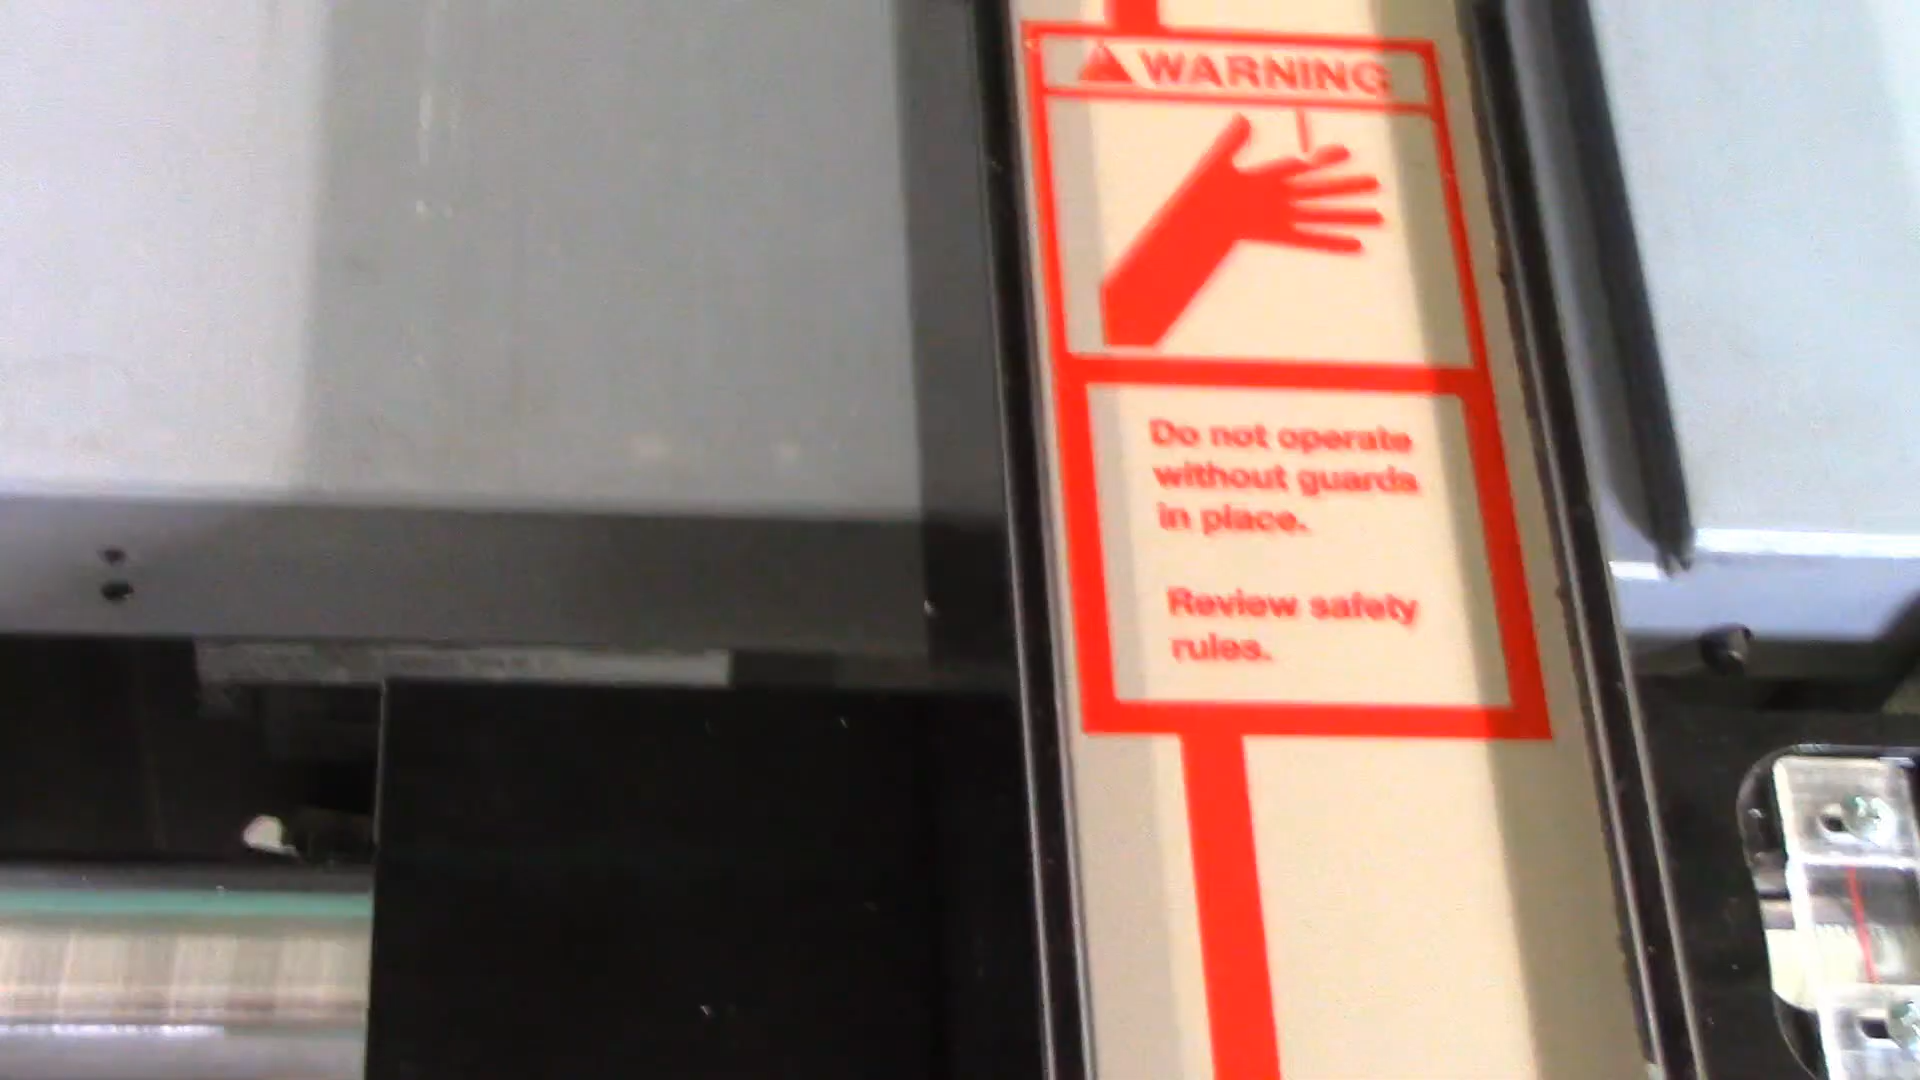 WARNING
Do not operate
without guards
in place.
Review safety
rules.